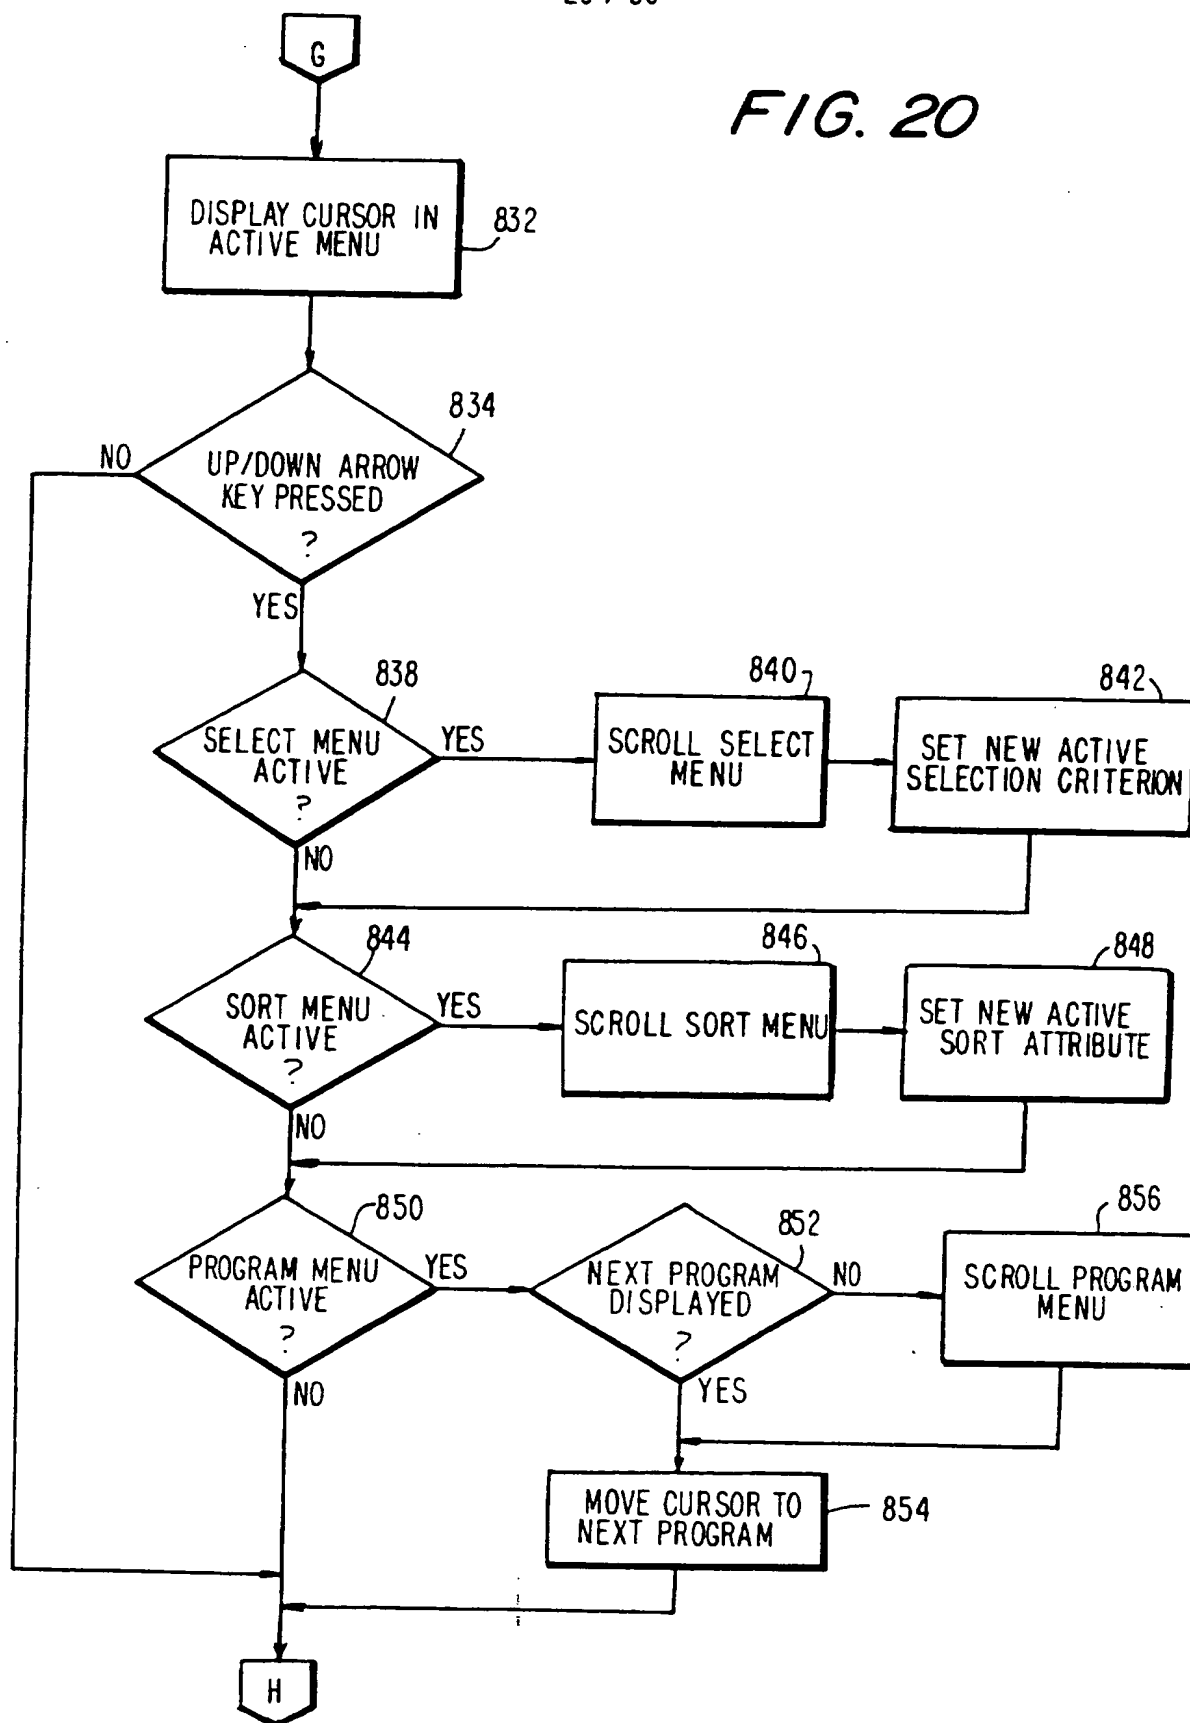 G
FIG. 20
DISPLAY CURSOR IN
ACTIVE MENU
832
834
NO
UP/DOWN ARROW
KEY PRESSED
?
YES
838
SELECT MENU
ACTIVE
?
YES
840
SCROLL SELECT
MENU
842
SET NEW ACTIVE
SELECTION CRITERION
NO
844
SORT MENU
ACTIVE
?
YES
846
SCROLL SORT MENU
848
SET NEW ACTIVE
SORT ATTRIBUTE
NO
850
PROGRAM MENU
ACTIVE
?
YES
852
NEXT PROGRAM
DISPLAYED
?
NO
856
SCROLL PROGRAM
MENU
NO
YES
MOVE CURSOR TO
NEXT PROGRAM
854
H